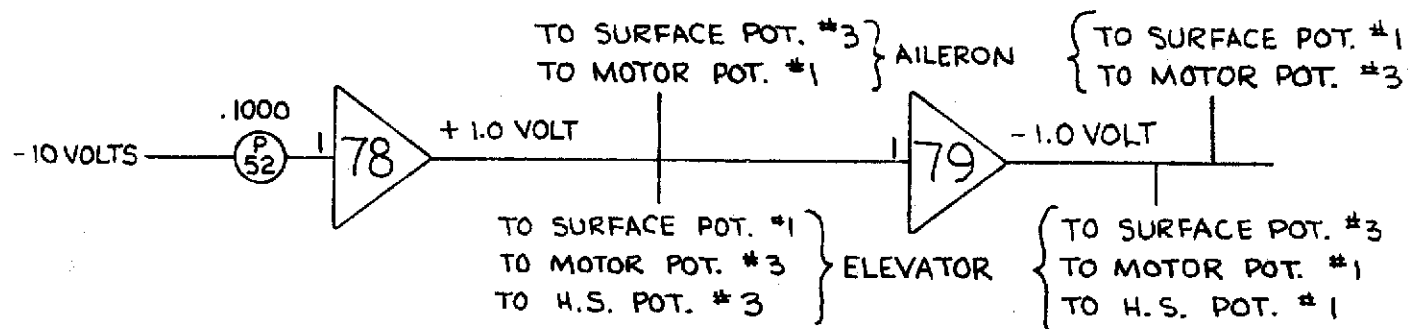 TO SURFACE POT. #3
TO MOTOR POT. #1
AILERON
TO SURFACE POT. #1
TO MOTOR POT. #3
.1000
-10 VOLTS
P
52
1
78
+ 1.0 VOLT
1
79
- 1.0 VOLT
TO SURFACE POT. #1
TO MOTOR POT. #3
TO H.S. POT. #3
ELEVATOR
TO SURFACE POT. #3
TO MOTOR POT. #1
TO H.S. POT. #1